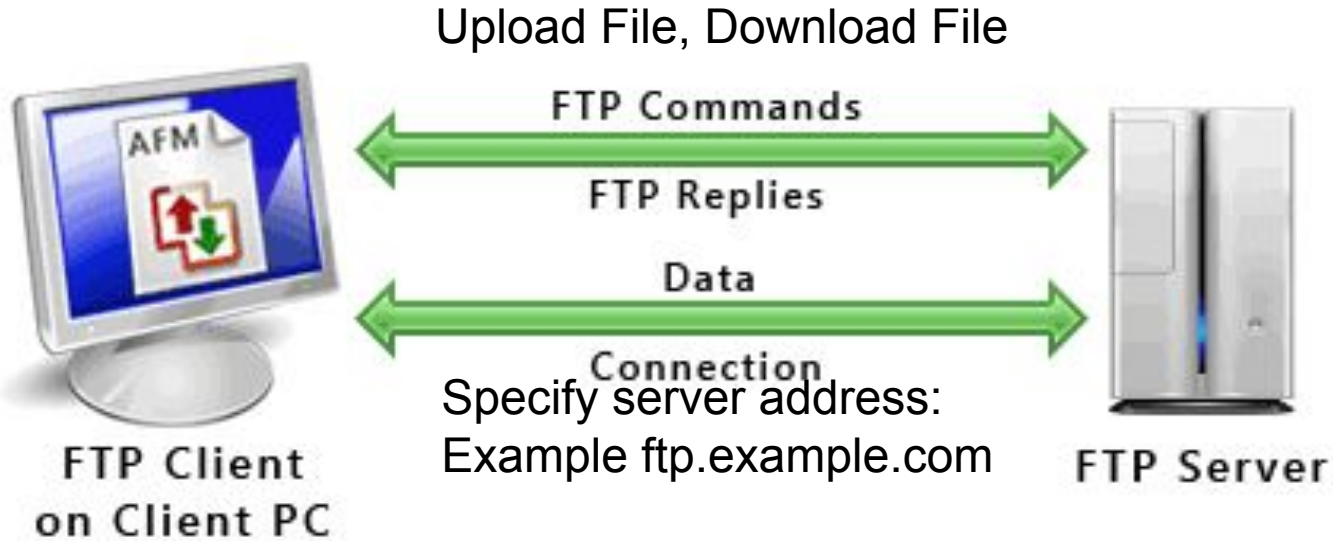 Upload File, Download File
FTP Commands
AFM
FTP Replies
Data
Connection
Specify server address:
Example ftp.example.com
FTP Client
on Client PC
FTP Server